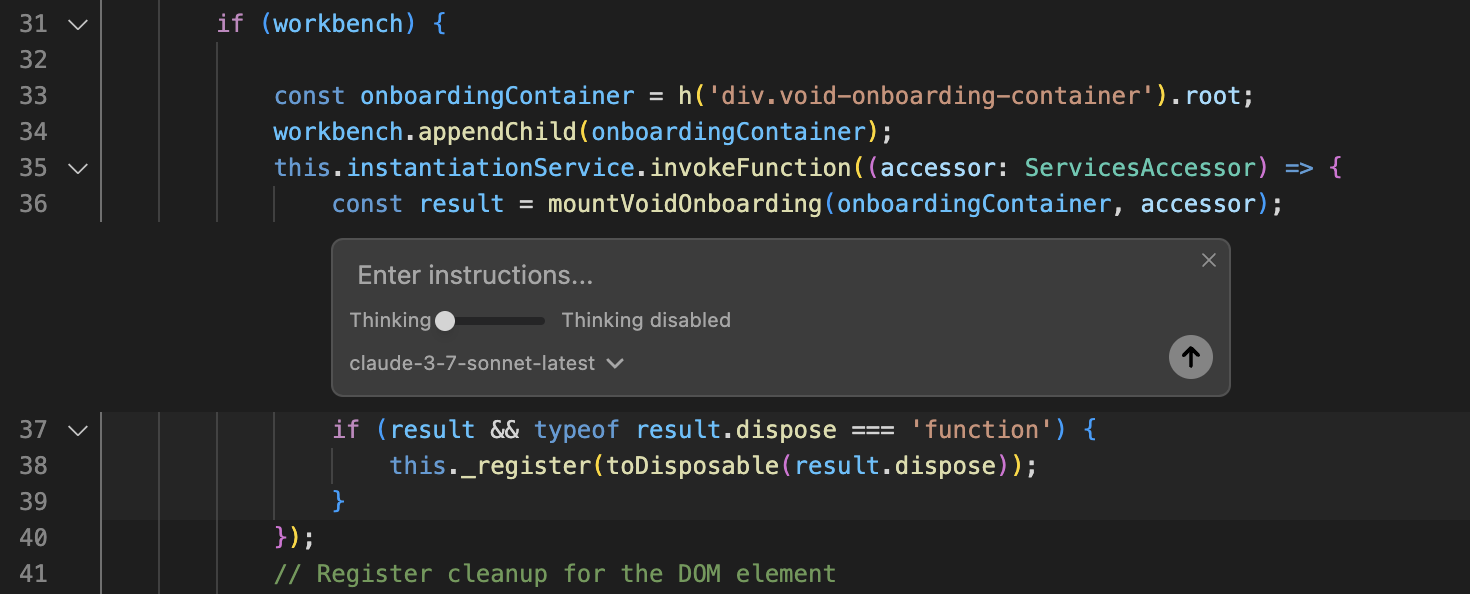 31 if (workbench) {
32
33 const onboardingContainer = h('div.void-onboarding-container').root;
34 workbench.appendChild(onboardingContainer);
35 this.instantiationService.invokeFunction((accessor: ServicesAccessor) => {
36 const result = mountVoidOnboarding(onboardingContainer, accessor);
Enter instructions...
Thinking Thinking disabled
claude-3-7-sonnet-latest
37 if (result && typeof result.dispose === 'function') {
38 this._register(toDisposable(result.dispose));
39 }
40 });
41 // Register cleanup for the DOM element